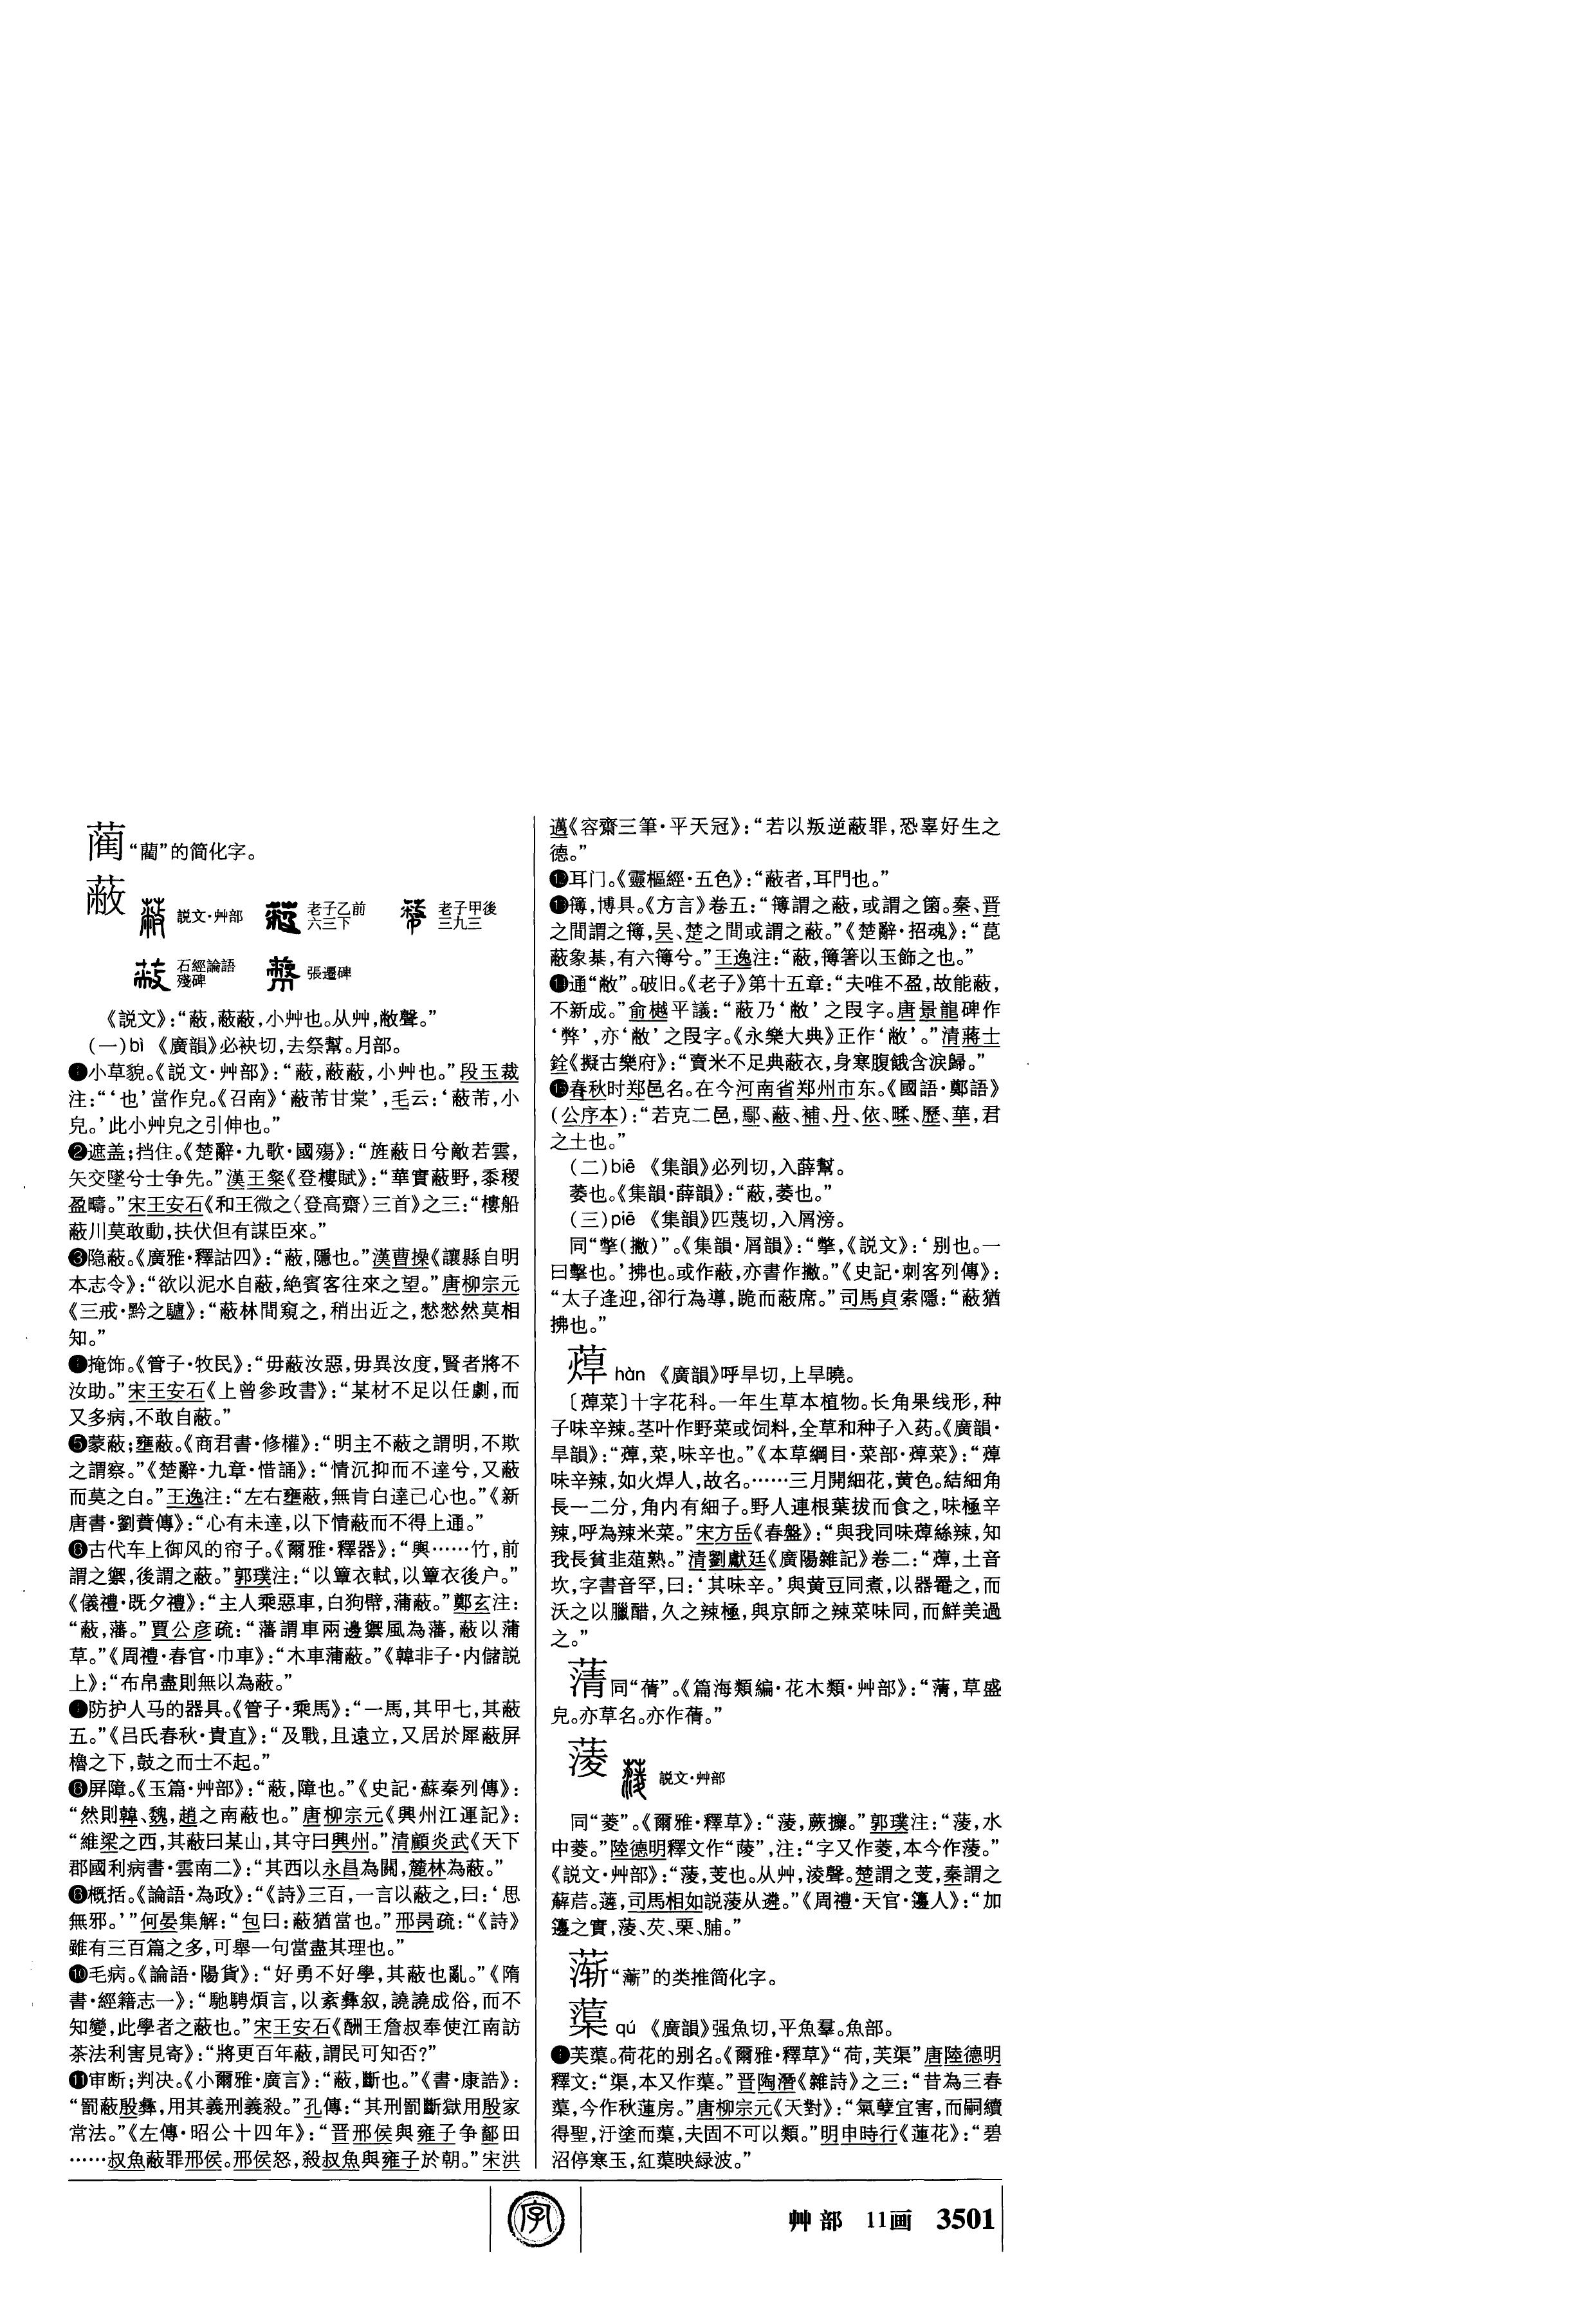 蔺“藺”的简化字。
蔽
説文·艸部 老子乙前六三下 老子甲後三九三
石經論語殘碑 張遷碑
《説文》:“蔽,蔽蔽,小艸也。从艸,敝聲。”
(一)bì 《廣韻》必袂切,去祭幫。月部。
❶小草貌。《説文·艸部》:“蔽,蔽蔽,小艸也。”段玉裁
注:“‘也’當作皃。《召南》‘蔽芾甘棠’,毛云:‘蔽芾,小
皃。’此小艸皃之引伸也。”
❷遮盖;挡住。《楚辭·九歌·國殤》:“旌蔽日兮敵若雲,
矢交墜兮士争先。”漢王粲《登樓賦》:“華實蔽野,黍稷
盈疇。”宋王安石《和王微之〈登高齋〉三首》之三:“樓船
蔽川莫敢動,扶伏但有謀臣來。”
❸隐蔽。《廣雅·釋詁四》:“蔽,隱也。”漢曹操《讓縣自明
本志令》:“欲以泥水自蔽,絶賓客往來之望。”唐柳宗元
《三戒·黔之驢》:“蔽林間窺之,稍出近之,慭慭然莫相
知。”
❹掩饰。《管子·牧民》:“毋蔽汝惡,毋異汝度,賢者將不
汝助。”宋王安石《上曾參政書》:“某材不足以任劇,而
又多病,不敢自蔽。”
❺蒙蔽;壅蔽。《商君書·修權》:“明主不蔽之謂明,不欺
之謂察。”《楚辭·九章·惜誦》:“情沉抑而不達兮,又蔽
而莫之白。”王逸注:“左右壅蔽,無肯白達己心也。”《新
唐書·劉蕡傳》:“心有未達,以下情蔽而不得上通。”
❻古代车上御风的帘子。《爾雅·釋器》:“輿……竹,前
謂之禦,後謂之蔽。”郭璞注:“以簟衣軾,以簟衣後户。”
《儀禮·既夕禮》:“主人乘惡車,白狗幦,蒲蔽。”鄭玄注:
“蔽,藩。”賈公彦疏:“藩謂車兩邊禦風為藩,蔽以蒲
草。”《周禮·春官·巾車》:“木車蒲蔽。”《韓非子·内儲説
上》:“布帛盡則無以為蔽。”
❼防护人马的器具。《管子·乘馬》:“一馬,其甲七,其蔽
五。”《吕氏春秋·貴直》:“及戰,且遠立,又居於犀蔽屏
櫓之下,鼓之而士不起。”
❽屏障。《玉篇·艸部》:“蔽,障也。”《史記·蘇秦列傳》:
“然則韓、魏,趙之南蔽也。”唐柳宗元《興州江運記》:
“維梁之西,其蔽曰某山,其守曰興州。”清顧炎武《天下
郡國利病書·雲南二》:“其西以永昌為關,麓林為蔽。”
❾概括。《論語·為政》:“《詩》三百,一言以蔽之,曰:‘思
無邪。’”何晏集解:“包曰:蔽猶當也。”邢昺疏:“《詩》
雖有三百篇之多,可舉一句當盡其理也。”
❿毛病。《論語·陽貨》:“好勇不好學,其蔽也亂。”《隋
書·經籍志一》:“馳騁煩言,以紊彝叙,譊譊成俗,而不
知變,此學者之蔽也。”宋王安石《酬王詹叔奉使江南訪
茶法利害見寄》:“將更百年蔽,謂民可知否?”
⓫审断;判决。《小爾雅·廣言》:“蔽,斷也。”《書·康誥》:
“罰蔽殷彝,用其義刑義殺。”孔傳:“其刑罰斷獄用殷家
常法。”《左傳·昭公十四年》:“晋邢侯與雍子争鄐田
……叔魚蔽罪邢侯。邢侯怒,殺叔魚與雍子於朝。”宋洪
邁《容齋三筆·平天冠》:“若以叛逆蔽罪,恐辜好生之
德。”
⓬耳门。《靈樞經·五色》:“蔽者,耳門也。”
⓭簙,博具。《方言》卷五:“簙謂之蔽,或謂之箘。秦、晋
之間謂之簙,吴、楚之間或謂之蔽。”《楚辭·招魂》:“菎
蔽象棊,有六簙兮。”王逸注:“蔽,簙箸以玉飾之也。”
⓮通“敝”。破旧。《老子》第十五章:“夫唯不盈,故能蔽,
不新成。”俞樾平議:“蔽乃‘敝’之叚字。唐景龍碑作
‘弊’,亦‘敝’之叚字。《永樂大典》正作‘敝’。”清蔣士
銓《擬古樂府》:“賣米不足典蔽衣,身寒腹餓含淚歸。”
⓯春秋时郑邑名。在今河南省郑州市东。《國語·鄭語》
(公序本):“若克二邑,鄢、蔽、補、丹、依、𪑮、歷、華,君
之土也。”
(二)biē 《集韻》必列切,入薛幫。
蔞也。《集韻·薛韻》:“蔽,蔞也。”
(三)piē 《集韻》匹蔑切,入屑滂。
同“撆(撇)”。《集韻·屑韻》:“撆,《説文》:‘别也。一
曰擊也。’拂也。或作蔽,亦書作撇。”《史記·刺客列傳》:
“太子逢迎,卻行為導,跪而蔽席。”司馬貞索隱:“蔽猶
拂也。”
蔊 hàn 《廣韻》呼旱切,上旱曉。
〔蔊菜〕十字花科。一年生草本植物。长角果线形,种
子味辛辣。茎叶作野菜或饲料,全草和种子入药。《廣韻·
旱韻》:“蔊,菜,味辛也。”《本草綱目·菜部·蔊菜》:“蔊
味辛辣,如火焊人,故名。……三月開細花,黄色。結細角
長一二分,角内有細子。野人連根葉拔而食之,味極辛
辣,呼為辣米菜。”宋方岳《春盤》:“與我同味蔊絲辣,知
我長貧韭菹熟。”清劉獻廷《廣陽雜記》卷二:“蔊,土音
坎,字書音罕,曰:‘其味辛。’與黄豆同煮,以器罨之,而
沃之以臘醋,久之辣極,與京師之辣菜味同,而鮮美過
之。”
䔛同“蒨”。《篇海類編·花木類·艸部》:“䔛,草盛
皃。亦草名。亦作蒨。”
蓤
説文·艸部
同“菱”。《爾雅·釋草》:“蓤,蕨攗。”郭璞注:“蓤,水
中菱。”陸德明釋文作“䔖”,注:“字又作菱,本今作蓤。”
《説文·艸部》:“蓤,芰也。从艸,淩聲。楚謂之芰,秦謂之
薢茩。䔖,司馬相如説蓤从遴。”《周禮·天官·籩人》:“加
籩之實,蓤、芡、栗、脯。”
“蔪”的类推简化字。
蕖 qú 《廣韻》强魚切,平魚羣。魚部。
❶芙蕖。荷花的别名。《爾雅·釋草》“荷,芙渠”唐陸德明
釋文:“渠,本又作蕖。”晋陶潛《雜詩》之三:“昔為三春
蕖,今作秋蓮房。”唐柳宗元《天對》:“氣孽宜害,而嗣續
得聖,汙塗而蕖,夫固不可以類。”明申時行《蓮花》:“碧
沼停寒玉,紅蕖映緑波。”
字
艸部 11画 3501